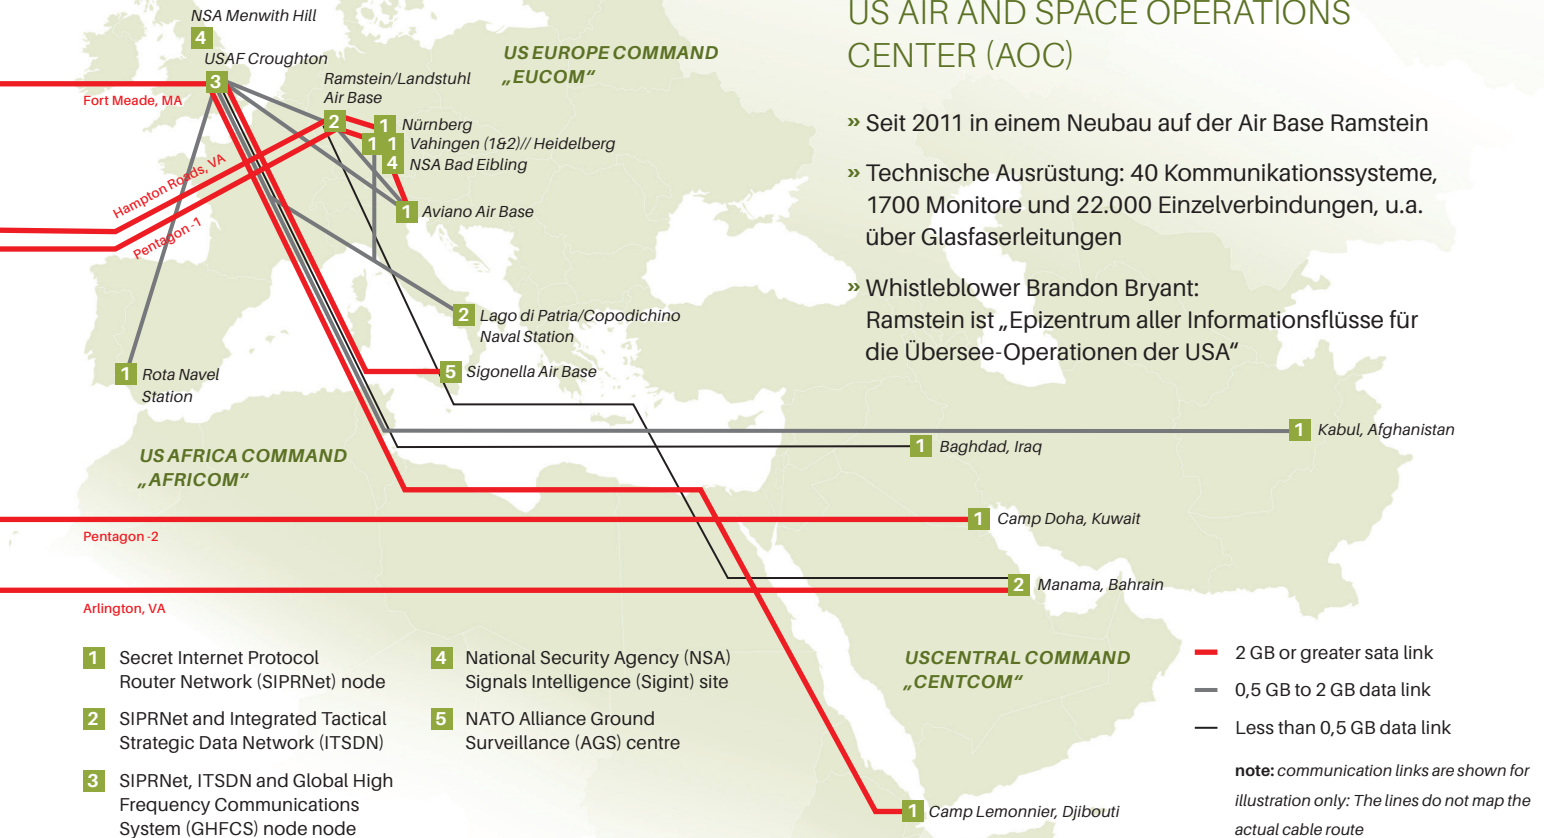 NSA Menwith Hill
4
USAF Croughton
3
Fort Meade, MA
Ramstein/Landstuhl
Air Base
2
US EUROPE COMMAND
„EUCOM“
1 Nürnberg
1 1 Vahingen (1&2)// Heidelberg
4 NSA Bad Eibling
1 Aviano Air Base
Hampton Roads, VA
Pentagon -1
2 Lago di Patria/Copodichino
Naval Station
5 Sigonella Air Base
1 Rota Navel
Station
US AFRICA COMMAND
„AFRICOM“
1 Kabul, Afghanistan
1 Baghdad, Iraq
1 Camp Doha, Kuwait
Pentagon -2
2 Manama, Bahrain
Arlington, VA
USCENTRAL COMMAND
„CENTCOM“
1 Camp Lemonnier, Djibouti
US AIR AND SPACE OPERATIONS
CENTER (AOC)
» Seit 2011 in einem Neubau auf der Air Base Ramstein
» Technische Ausrüstung: 40 Kommunikationssysteme,
1700 Monitore und 22.000 Einzelverbindungen, u.a.
über Glasfaserleitungen
» Whistleblower Brandon Bryant:
Ramstein ist „Epizentrum aller Informationsflüsse für
die Übersee-Operationen der USA“
1 Secret Internet Protocol
Router Network (SIPRNet) node
2 SIPRNet and Integrated Tactical
Strategic Data Network (ITSDN)
3 SIPRNet, ITSDN and Global High
Frequency Communications
System (GHFCS) node node
4 National Security Agency (NSA)
Signals Intelligence (Sigint) site
5 NATO Alliance Ground
Surveillance (AGS) centre
2 GB or greater sata link
0,5 GB to 2 GB data link
Less than 0,5 GB data link
note: communication links are shown for
illustration only: The lines do not map the
actual cable route